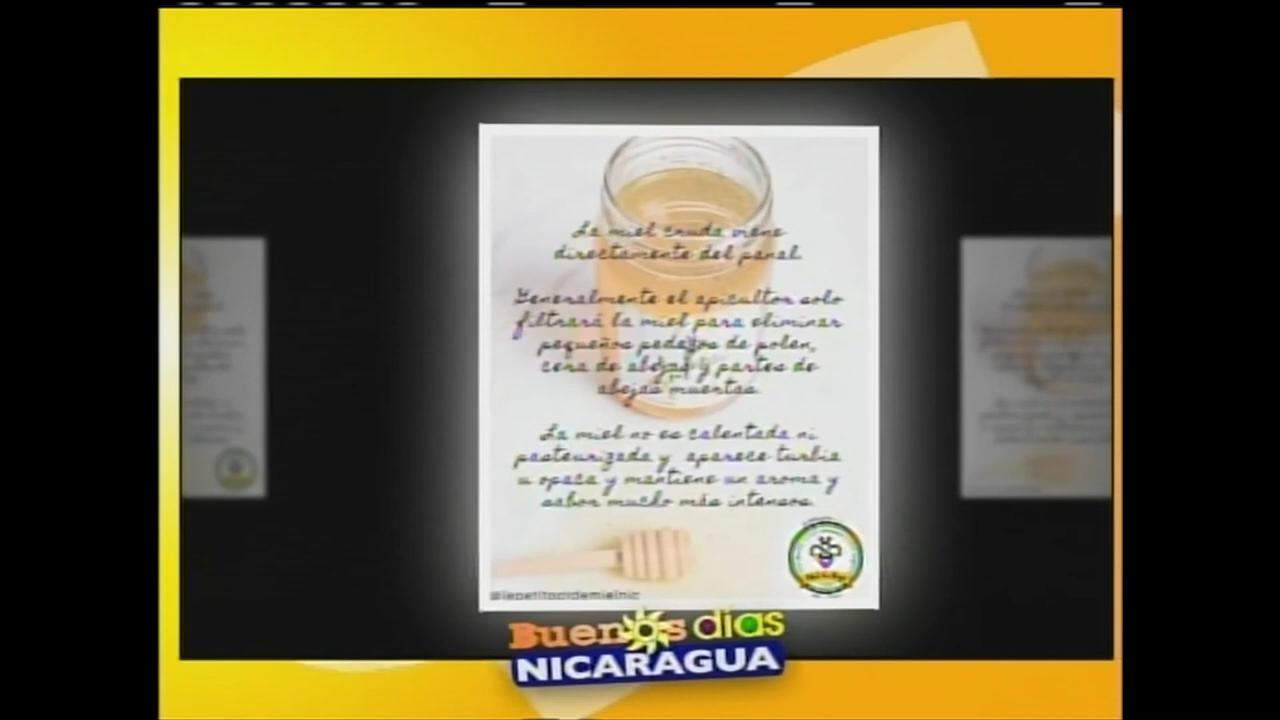 La miel cruda viene
directamente del panal.
Generalmente el apicultor solo
filtrará la miel para eliminar
pequeños pedazos de polen,
cera de abejas y partes de
abejas muertas.
La miel no es calentada ni
pasteurizada y aparece turbia
u opaca y mantiene un aroma y
sabor mucho más intensos.
Buenos días
NICARAGUA